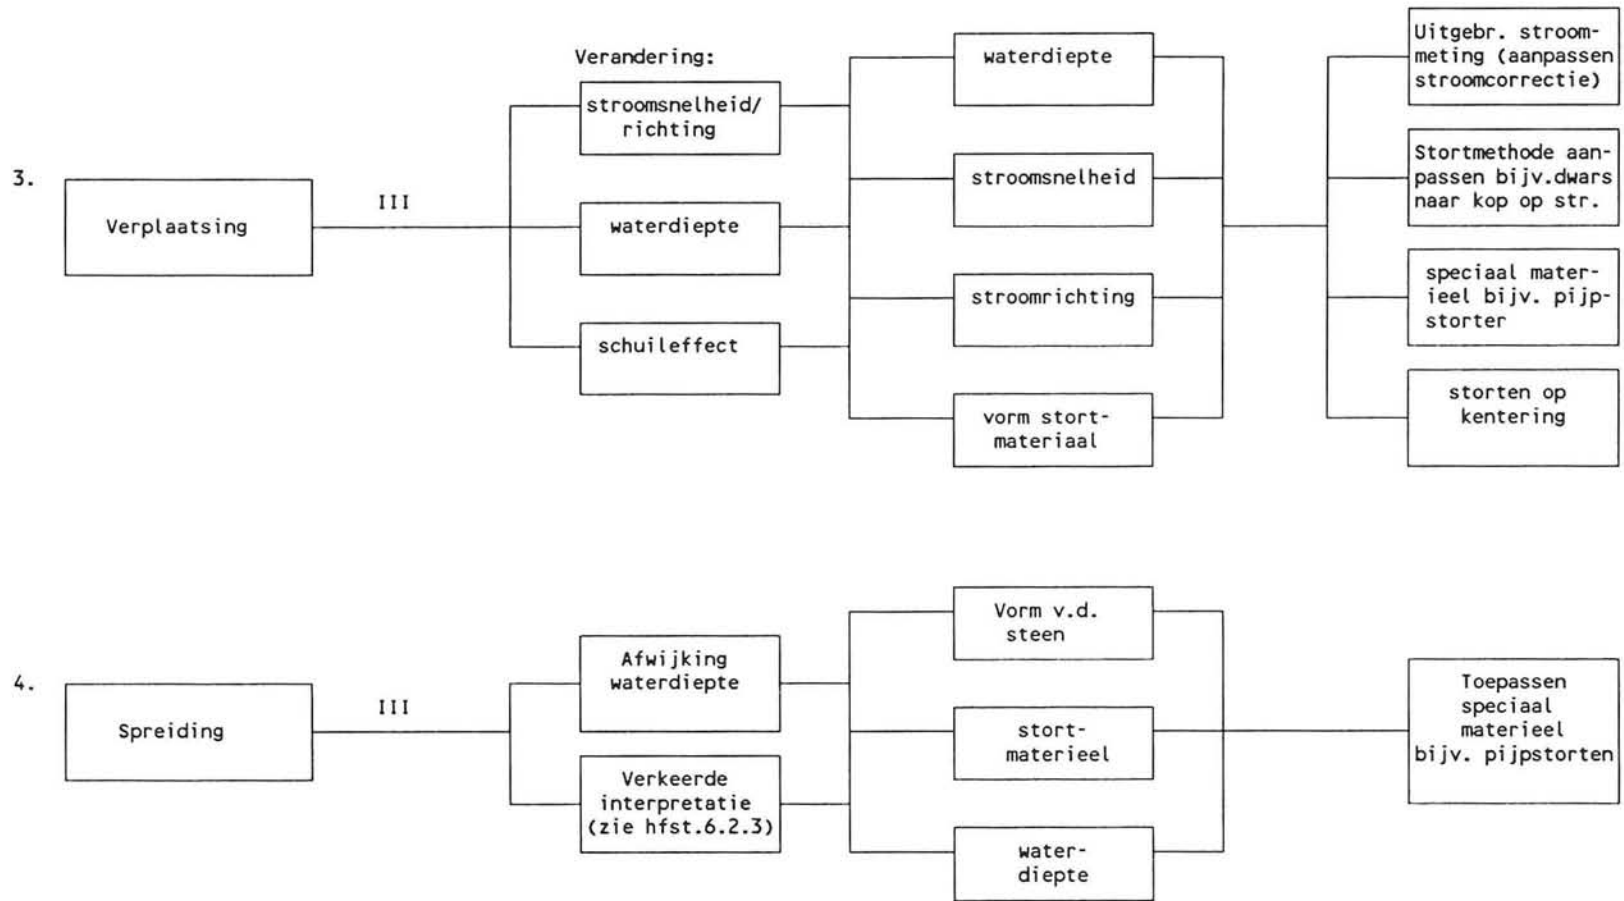 3.
Verplaatsing
III
Verandering:
stroomsnelheid/
richting
waterdiepte
schuileffect
waterdiepte
stroomsnelheid
stroomrichting
vorm stort-
materiaal
Uitgebr. stroom-
meting (aanpassen
stroomcorrectie)
Stortmethode aan-
passen bijv.dwars
naar kop op str.
speciaal mater-
ieel bijv. pijp-
storter
storten op
kentering
4.
Spreiding
III
Afwijking
waterdiepte
Verkeerde
interpretatie
(zie hfst.6.2.3)
Vorm v.d.
steen
stort-
materieel
water-
diepte
Toepassen
speciaal
materieel
bijv. pijpstorten